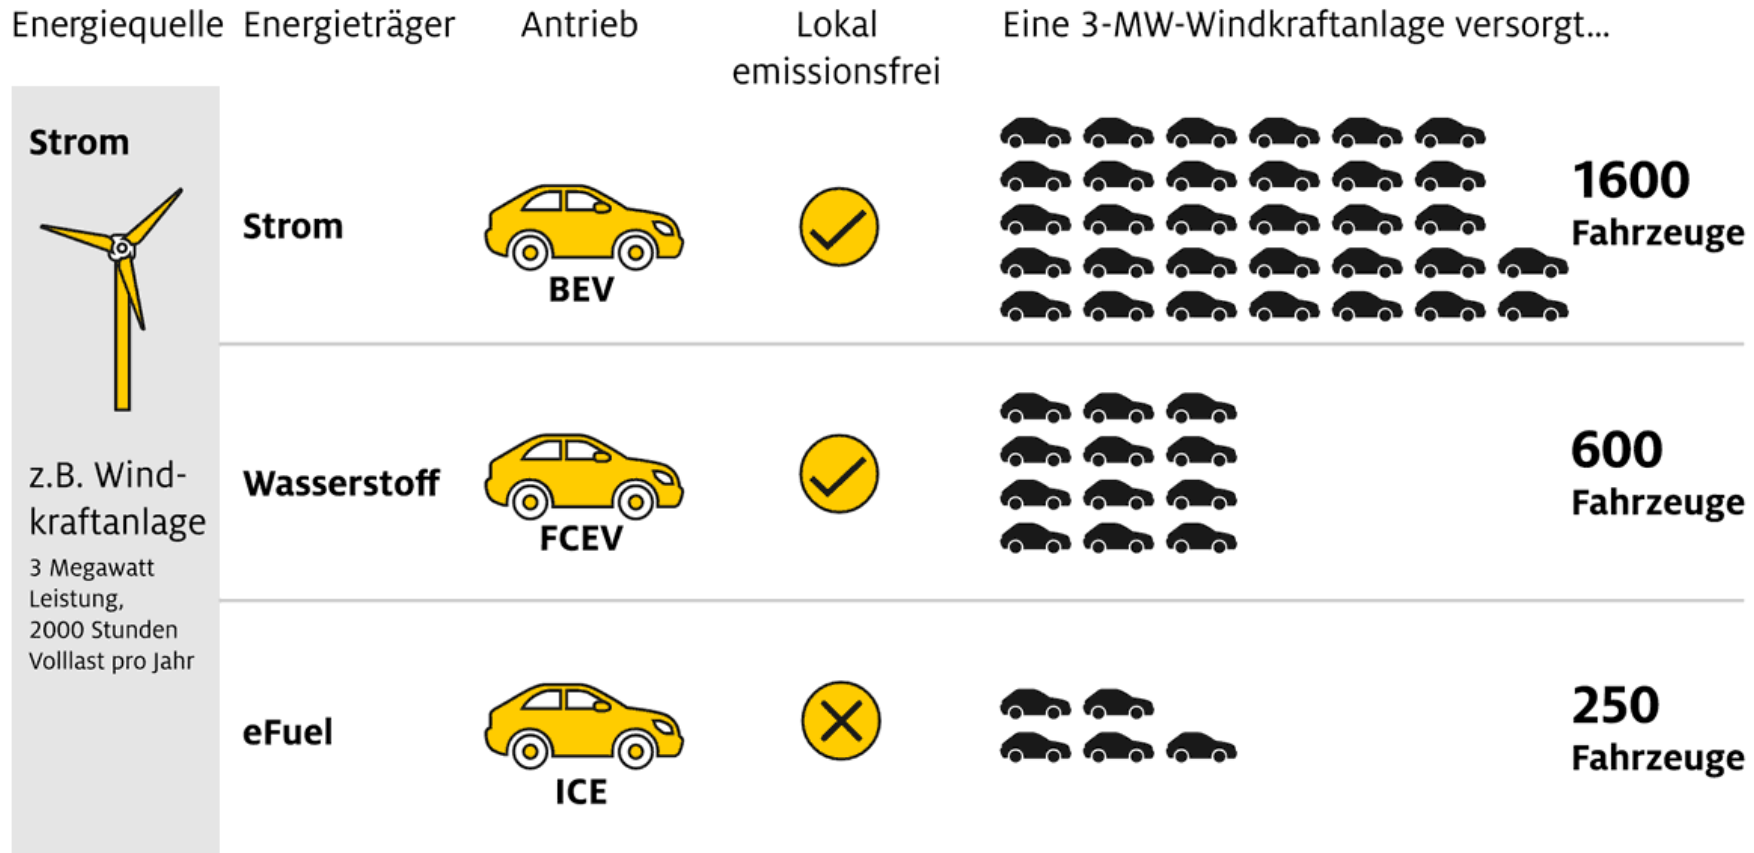 Energiequelle
Energieträger
Antrieb
Lokal
emissionsfrei
Eine 3-MW-Windkraftanlage versorgt...
Strom
z.B. Wind-
kraftanlage
3 Megawatt
Leistung,
2000 Stunden
Volllast pro Jahr
Strom
BEV
1600
Fahrzeuge
Wasserstoff
FCEV
600
Fahrzeuge
eFuel
ICE
250
Fahrzeuge